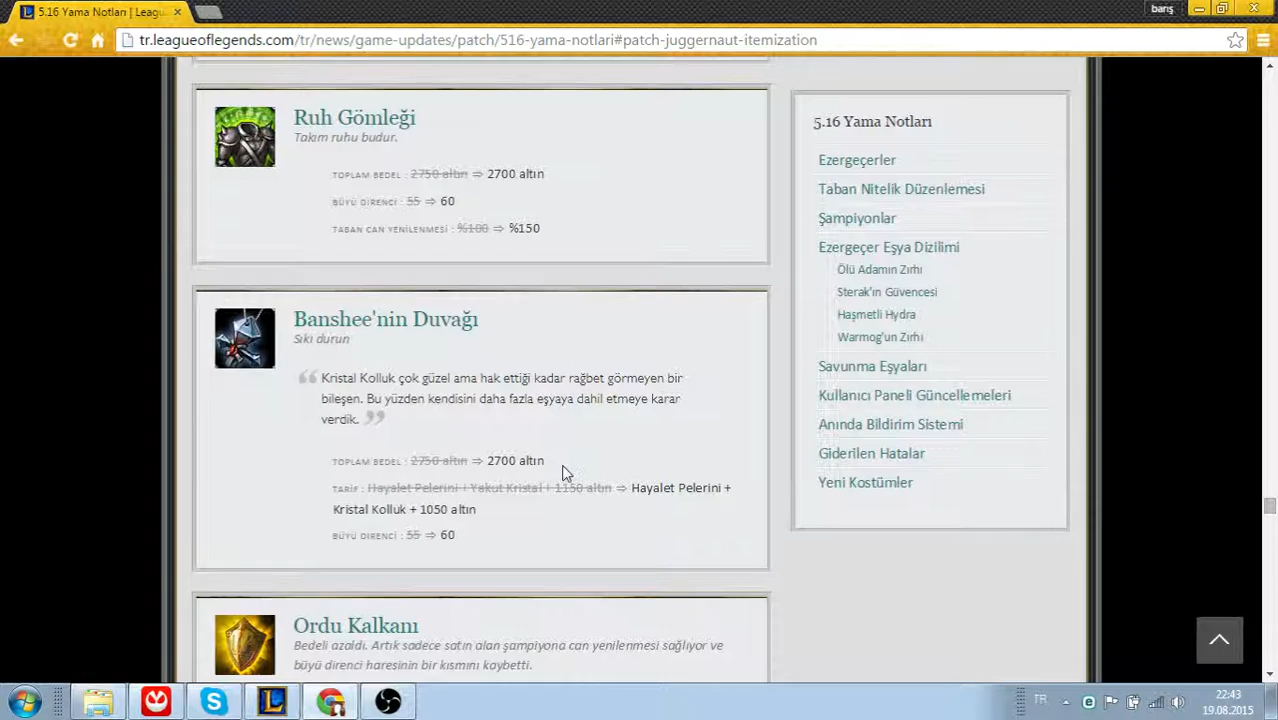 5.16 Yama Notları | Leagu
barış
tr.leagueoflegends.com/tr/news/game-updates/patch/516-yama-notlari#patch-juggernaut-itemization
Ruh Gömleği
Takım ruhu budur.
TOPLAM BEDEL : 2750 altın ⇒ 2700 altın
BÜYÜ DİRENCİ : 55 ⇒ 60
TABAN CAN YENİLENMESİ : %100 ⇒ %150
Banshee'nin Duvağı
Sıkı durun
Kristal Kolluk çok güzel ama hak ettiği kadar rağbet görmeyen bir
bileşen. Bu yüzden kendisini daha fazla eşyaya dahil etmeye karar
verdik.
TOPLAM BEDEL : 2750 altın ⇒ 2700 altın
TARİF : Hayalet Pelerini + Yakut Kristal + 1150 altın ⇒ Hayalet Pelerini +
Kristal Kolluk + 1050 altın
BÜYÜ DİRENCİ : 55 ⇒ 60
Ordu Kalkanı
Bedeli azaldı. Artık sadece satın alan şampiyona can yenilenmesi sağlıyor ve
büyü direnci haresinin bir kısmını kaybetti.
5.16 Yama Notları
Ezergeçerler
Taban Nitelik Düzenlemesi
Şampiyonlar
Ezergeçer Eşya Dizilimi
Ölü Adamın Zırhı
Sterak'ın Güvencesi
Haşmetli Hydra
Warmog'un Zırhı
Savunma Eşyaları
Kullanıcı Paneli Güncellemeleri
Anında Bildirim Sistemi
Giderilen Hatalar
Yeni Kostümler
TR
22:43
19.08.2015